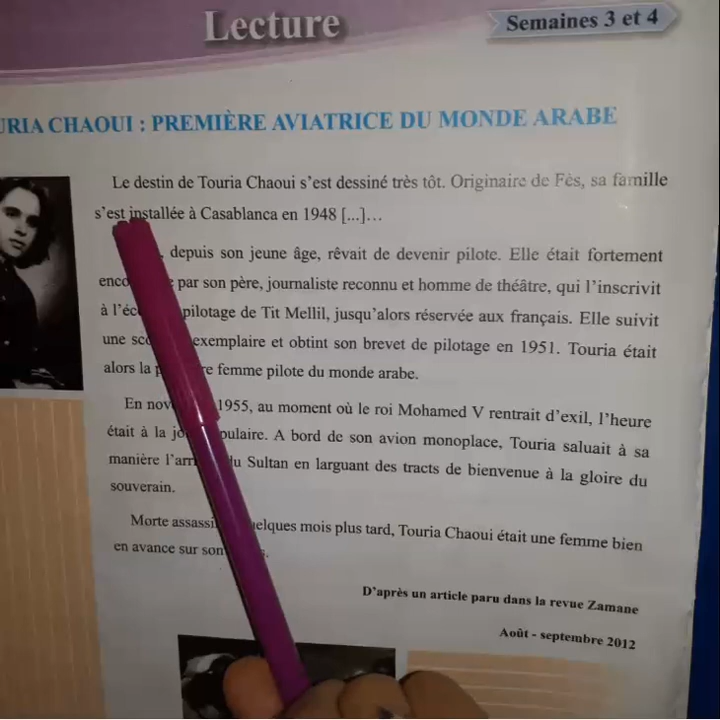 Lecture
Semaines 3 et 4
URIA CHAOUI : PREMIÈRE AVIATRICE DU MONDE ARABE
Le destin de Touria Chaoui s'est dessiné très tôt. Originaire de Fès, sa famille
s'est installée à Casablanca en 1948 [...]…
, depuis son jeune âge, rêvait de devenir pilote. Elle était fortement
par son père, journaliste reconnu et homme de théâtre, qui l'inscrivit
à pilotage de Tit Mellil, jusqu'alors réservée aux français. Elle suivit
une exemplaire et obtint son brevet de pilotage en 1951. Touria était
alors la femme pilote du monde arabe.
En 1955, au moment où le roi Mohamed V rentrait d'exil, l'heure
était à la A bord de son avion monoplace, Touria saluait à sa
manière du Sultan en larguant des tracts de bienvenue à la gloire du
souverain.
Morte quelques mois plus tard, Touria Chaoui était une femme bien
en avance sur son
D'après un article paru dans la revue Zamane
Août - septembre 2012